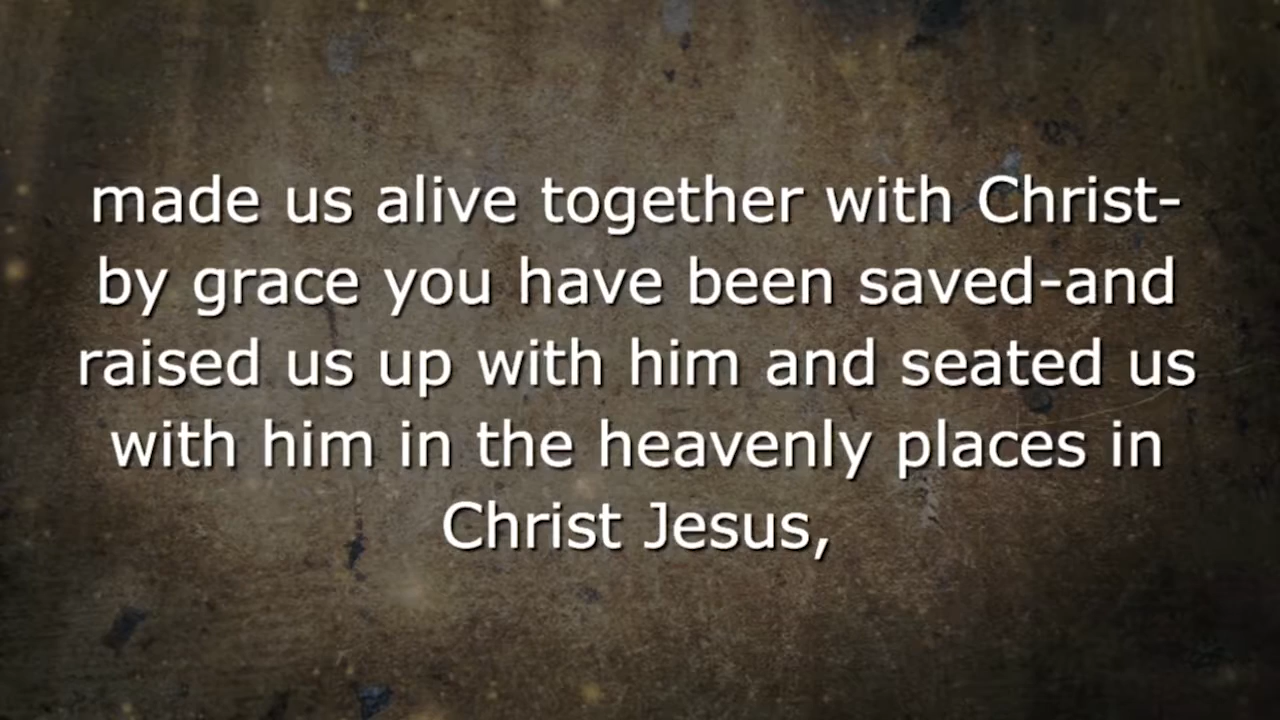 made us alive together with Christ-
by grace you have been saved-and
raised us up with him and seated us
with him in the heavenly places in
Christ Jesus,